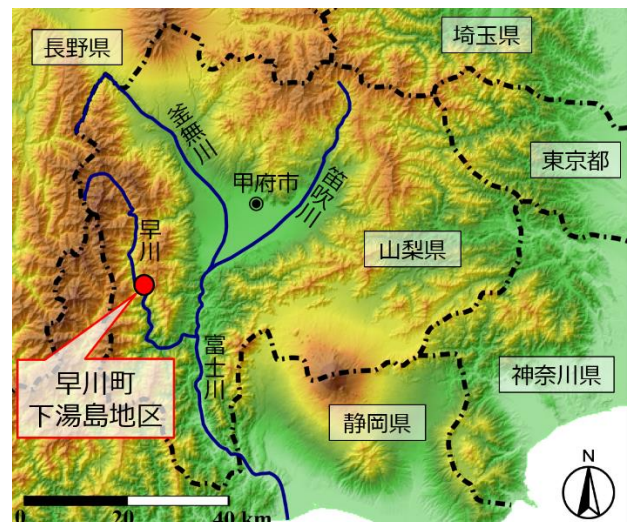 長野県
埼玉県
釜無川
笛吹川
甲府市
東京都
早川
山梨県
早川町
下湯島地区
富士川
神奈川県
静岡県
N
0 20 40 km